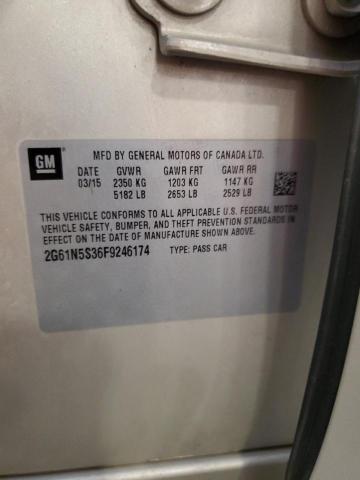 GM
MFD BY GENERAL MOTORS OF CANADA LTD.
DATE GVWR GAWR FRT GAWR RR
03/15 2350 KG 1203 KG 1147 KG
5182 LB 2653 LB 2529 LB
THIS VEHICLE CONFORMS TO ALL APPLICABLE U.S. FEDERAL MOTOR
VEHICLE SAFETY, BUMPER, AND THEFT PREVENTION STANDARDS IN
EFFECT ON THE DATE OF MANUFACTURE SHOWN ABOVE.
2G61N5S36F9246174 TYPE: PASS CAR